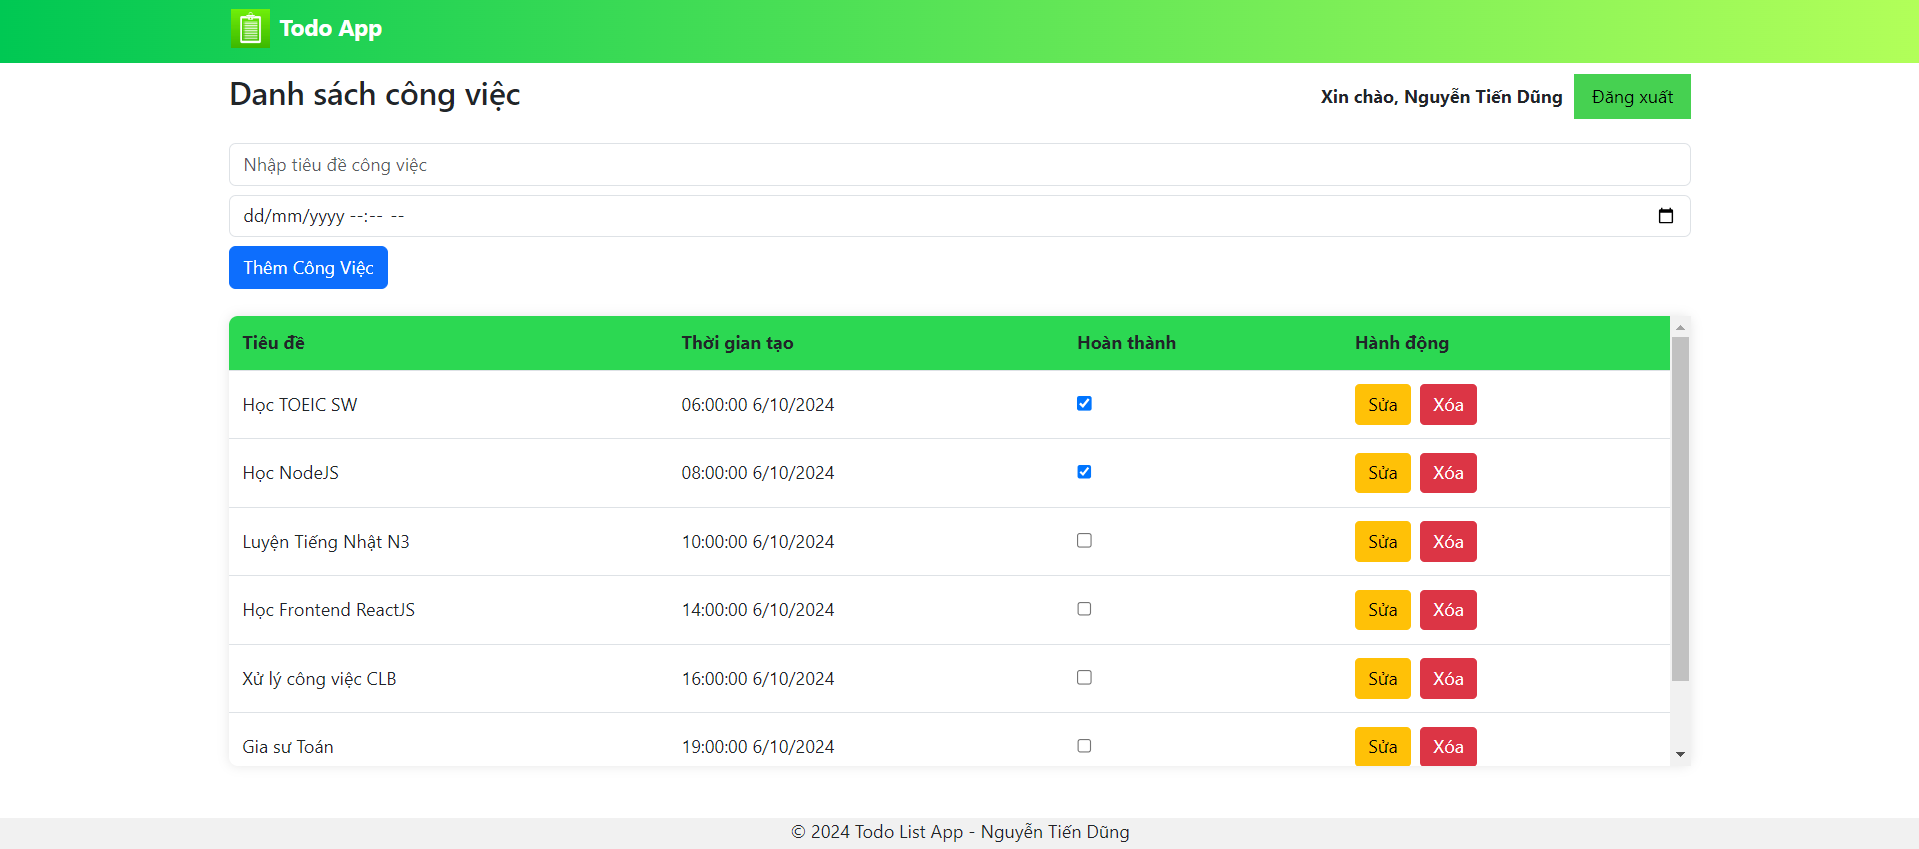 Todo App
Danh sách công việc
Xin chào, Nguyễn Tiến Dũng Đăng xuất
Nhập tiêu đề công việc
dd/mm/yyyy --:-- --
Thêm Công Việc
Tiêu đề Thời gian tạo Hoàn thành Hành động
Học TOEIC SW 06:00:00 6/10/2024 Sửa Xóa
Học NodeJS 08:00:00 6/10/2024 Sửa Xóa
Luyện Tiếng Nhật N3 10:00:00 6/10/2024 Sửa Xóa
Học Frontend ReactJS 14:00:00 6/10/2024 Sửa Xóa
Xử lý công việc CLB 16:00:00 6/10/2024 Sửa Xóa
Gia sư Toán 19:00:00 6/10/2024 Sửa Xóa
© 2024 Todo List App - Nguyễn Tiến Dũng